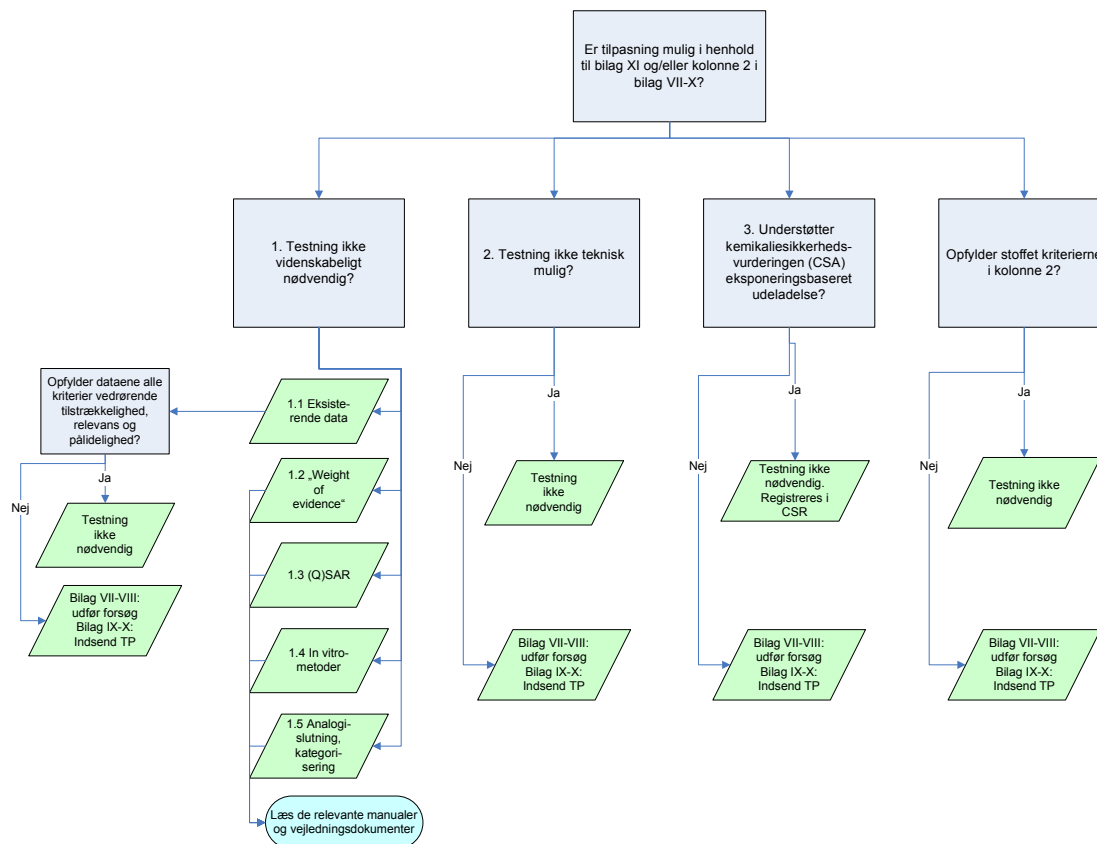 Er tilpasning mulig i henhold
til bilag XI og/eller kolonne 2 i
bilag VII-X?
1. Testning ikke
videnskabeligt
nødvendig?
2. Testning ikke teknisk
mulig?
3. Understøtter
kemikaliesikkerheds-
vurderingen (CSA)
eksponeringsbaseret
udeladelse?
Opfylder stoffet kriterierne
i kolonne 2?
Opfylder dataene alle
kriterier vedrørende
tilstrækkelighed,
relevans og
pålidelighed?
Ja
Nej
Testning
ikke
nødvendig
Bilag VII-VIII:
udfør forsøg
Bilag IX-X:
Indsend TP
1.1 Eksiste-
rende data
1.2 „Weight
of
evidence“
1.3 (Q)SAR
1.4 In vitro-
metoder
1.5 Analogi-
slutning,
kategori-
sering
Læs de relevante manualer
og vejledningsdokumenter
Ja
Nej
Testning
ikke
nødvendig
Bilag VII-VIII:
udfør forsøg
Bilag IX-X:
Indsend TP
Ja
Nej
Testning ikke
nødvendig.
Registreres i
CSR
Bilag VII-VIII:
udfør forsøg
Bilag IX-X:
Indsend TP
Ja
Nej
Testning ikke
nødvendig
Bilag VII-VIII:
udfør forsøg
Bilag IX-X:
Indsend TP